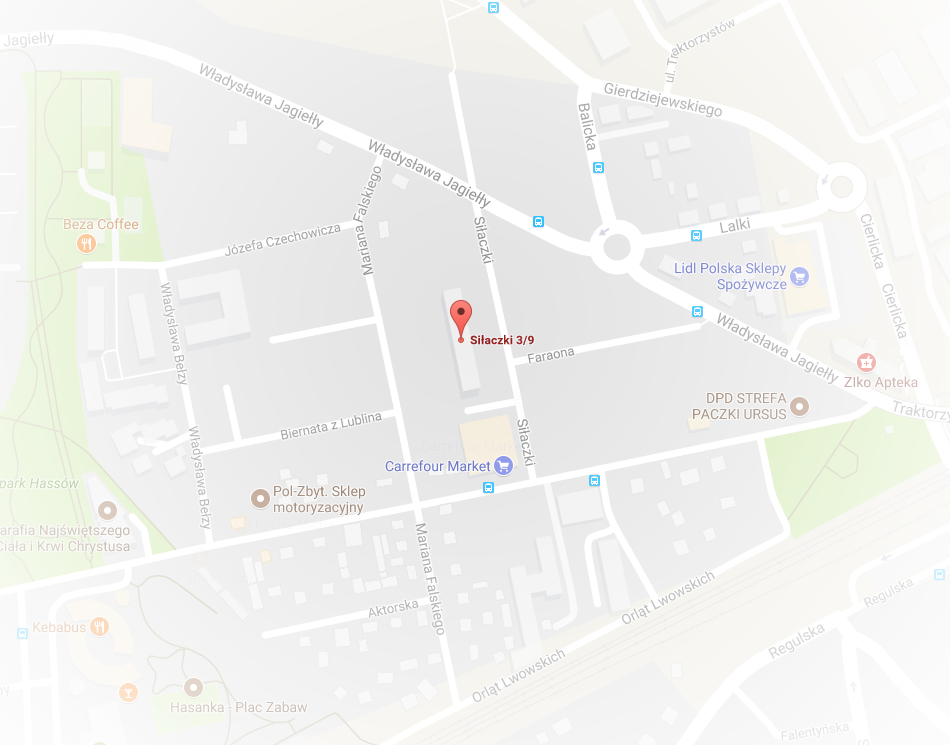 ul. Traktorzystów
Jagiełły
Władysława Jagiełły
Gierdziejewskiego
Balicka
Władysława Jagiełły
Mariana Falskiego
Beza Coffee
Józefa Czechowicza
Siłaczki
Lalki
Cierlicka
Lidl Polska Sklepy
Spożywcze
Cierlicka
Władysława Bełzy
Siłaczki 3/9
Władysława Jagiełły
Faraona
ZIko Apteka
DPD STREFA
PACZKI URSUS
Traktorzy
Biernata z Lublina
Siłaczki
Władysława Bełzy
Carrefour Market
park Hassów
Pol-Zbyt. Sklep
motoryzacyjny
arafia Najświętszego
Ciała i Krwi Chrystusa
Mariana Falskiego
Aktorska
Orląt Lwowskich
Regulska
Kebabus
Regulska
Orląt Lwowskich
Hasanka - Plac Zabaw
Falentyńska